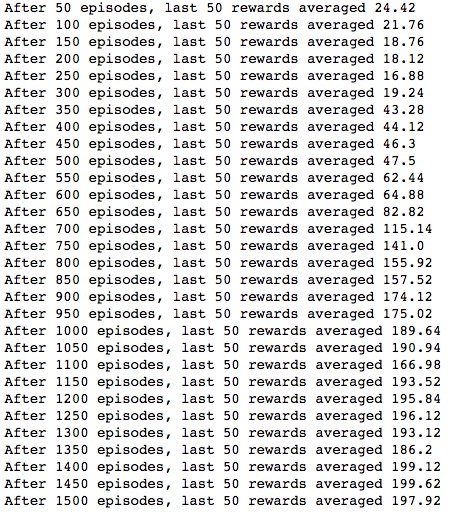 After 50 episodes, last 50 rewards averaged 24.42
After 100 episodes, last 50 rewards averaged 21.76
After 150 episodes, last 50 rewards averaged 18.76
After 200 episodes, last 50 rewards averaged 18.12
After 250 episodes, last 50 rewards averaged 16.88
After 300 episodes, last 50 rewards averaged 19.24
After 350 episodes, last 50 rewards averaged 43.28
After 400 episodes, last 50 rewards averaged 44.12
After 450 episodes, last 50 rewards averaged 46.3
After 500 episodes, last 50 rewards averaged 47.5
After 550 episodes, last 50 rewards averaged 62.44
After 600 episodes, last 50 rewards averaged 64.88
After 650 episodes, last 50 rewards averaged 82.82
After 700 episodes, last 50 rewards averaged 115.14
After 750 episodes, last 50 rewards averaged 141.0
After 800 episodes, last 50 rewards averaged 155.92
After 850 episodes, last 50 rewards averaged 157.52
After 900 episodes, last 50 rewards averaged 174.12
After 950 episodes, last 50 rewards averaged 175.02
After 1000 episodes, last 50 rewards averaged 189.64
After 1050 episodes, last 50 rewards averaged 190.94
After 1100 episodes, last 50 rewards averaged 166.98
After 1150 episodes, last 50 rewards averaged 193.52
After 1200 episodes, last 50 rewards averaged 195.84
After 1250 episodes, last 50 rewards averaged 196.12
After 1300 episodes, last 50 rewards averaged 193.12
After 1350 episodes, last 50 rewards averaged 186.2
After 1400 episodes, last 50 rewards averaged 199.12
After 1450 episodes, last 50 rewards averaged 199.62
After 1500 episodes, last 50 rewards averaged 197.92